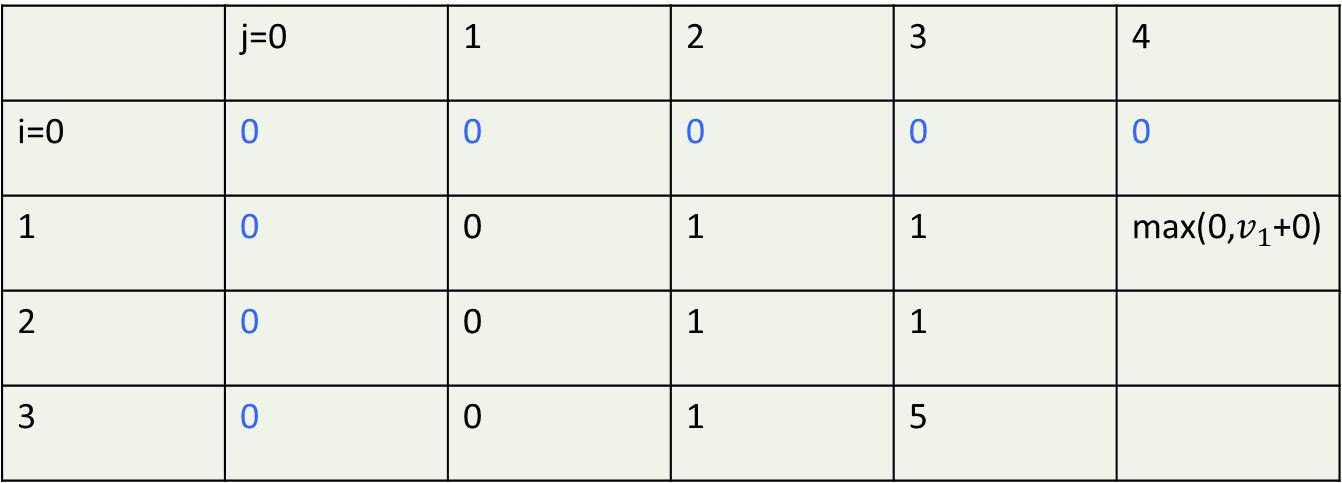 j=0 1 2 3 4
i=0 0 0 0 0 0
1 0 0 1 1 max(0,𝑣₁+0)
2 0 0 1 1
3 0 0 1 5